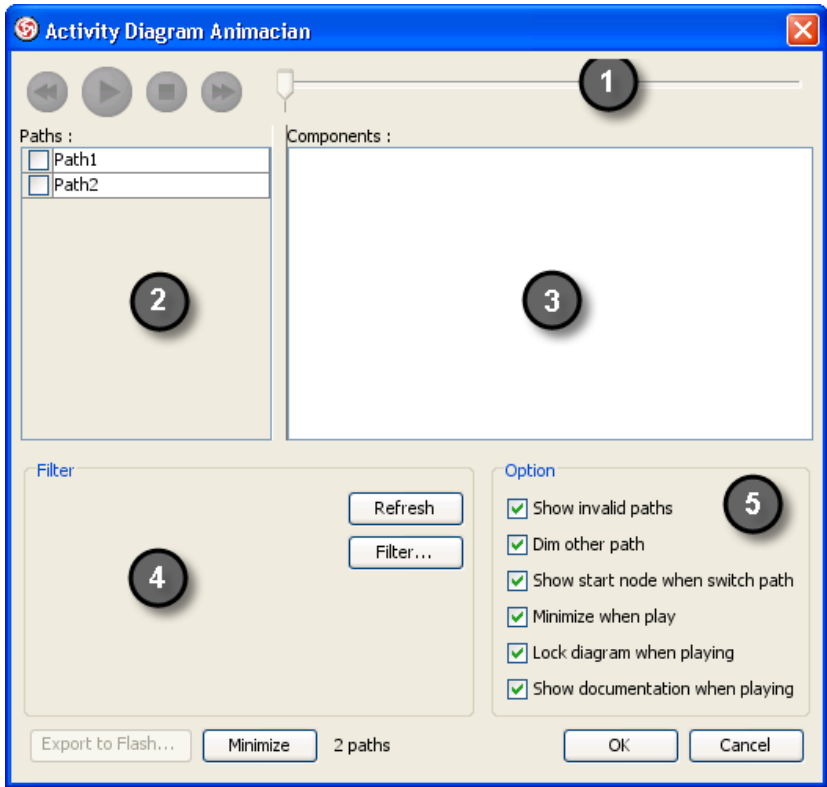 Activity Diagram Animacian
1
Paths :
Components :
Path1
Path2
2
3
Filter
Option
Refresh
Show invalid paths
5
Filter...
Dim other path
4
Show start node when switch path
Minimize when play
Lock diagram when playing
Show documentation when playing
Export to Flash...
Minimize
2 paths
OK
Cancel